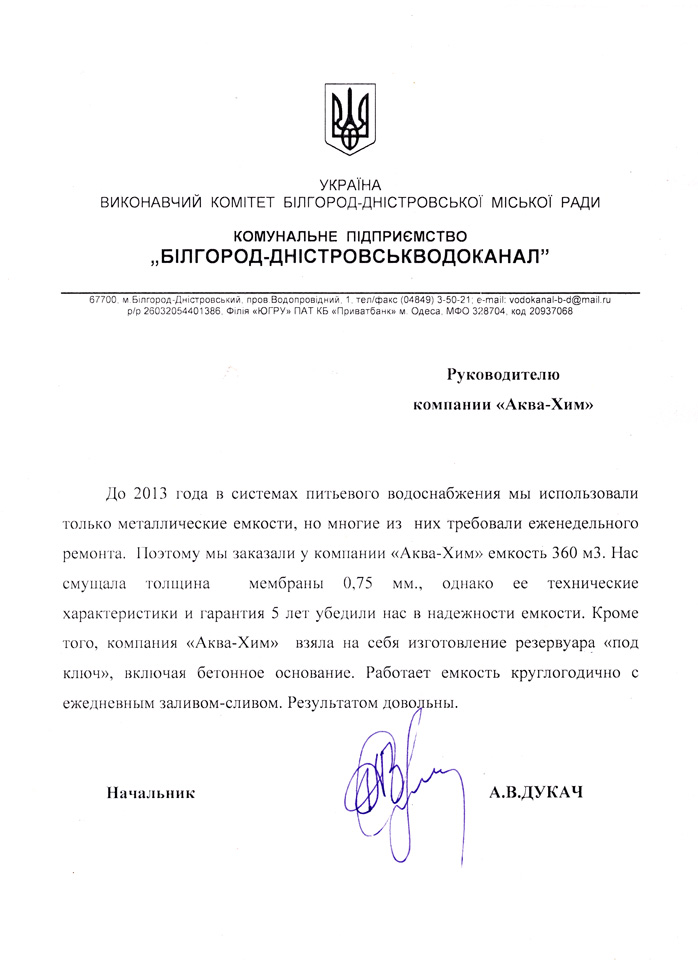 УКРАЇНА
ВИКОНАВЧИЙ КОМІТЕТ БІЛГОРОД-ДНІСТРОВСЬКОЇ МІСЬКОЇ РАДИ
КОМУНАЛЬНЕ ПІДПРИЄМСТВО
„БІЛГОРОД-ДНІСТРОВСЬКВОДОКАНАЛ”
67700, м.Білгород-Дністровський, пров.Водопровідний, 1, тел/факс (04849) 3-50-21; e-mail: vodokanal-b-d@mail.ru
р/р 26032054401386, Філія «ЮГРУ» ПАТ КБ «Приватбанк» м. Одеса, МФО 328704, код 20937068
Руководителю
компании «Аква-Хим»
До 2013 года в системах питьевого водоснабжения мы использовали
только металлические емкости, но многие из них требовали еженедельного
ремонта. Поэтому мы заказали у компании «Аква-Хим» емкость 360 м3. Нас
смущала толщина мембраны 0,75 мм., однако ее технические
характеристики и гарантия 5 лет убедили нас в надежности емкости. Кроме
того, компания «Аква-Хим» взяла на себя изготовление резервуара «под
ключ», включая бетонное основание. Работает емкость круглогодично с
ежедневным заливом-сливом. Результатом довольны.
Начальник А.В.ДУКАЧ